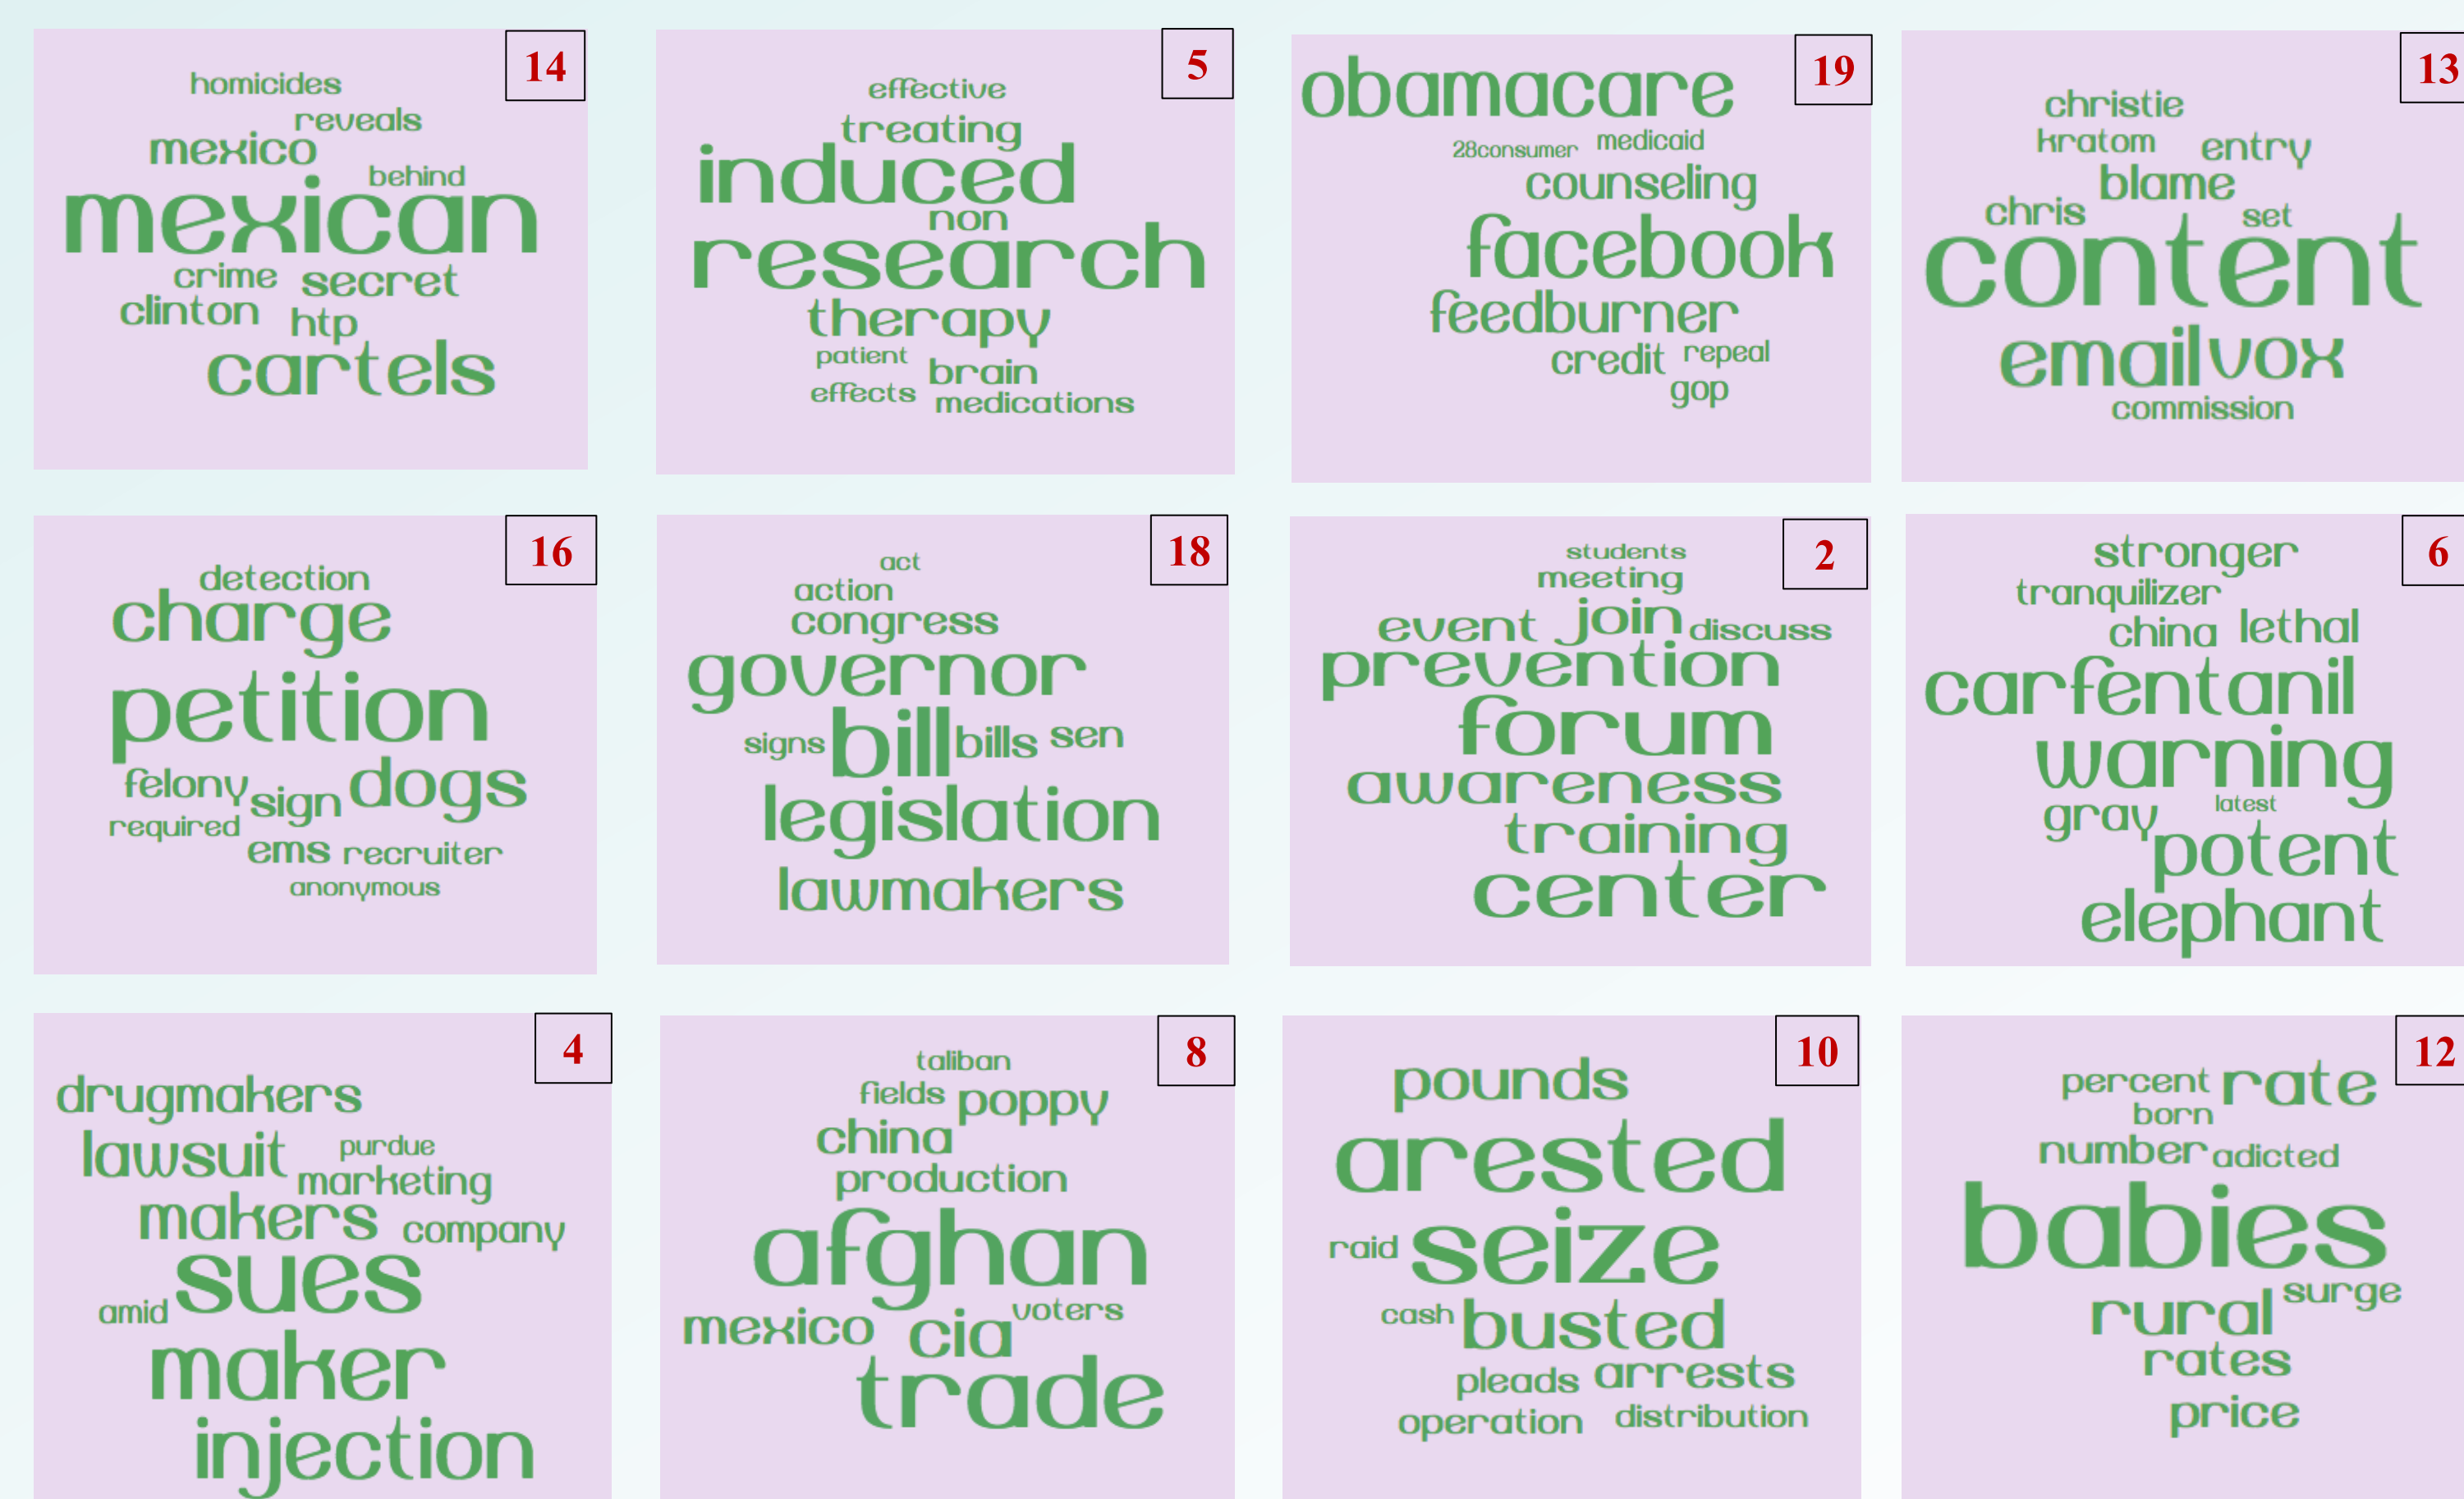 14
homicides
reveals
mexico
behind
mexican
crime secret
clinton htp
cartels
5
effective
treating
induced
non
research
therapy
patient brain
effects medications
19
obamacare
28consumer medicaid
counseling
facebook
feedburner
credit repeal
gop
13
christie
kratom entry
blame
chris set
content
email vox
commission
16
detection
charge
petition
felony sign dogs
required
ems recruiter
anonymous
18
act
action
congress
governor
signs bill bills sen
legislation
lawmakers
2
students
meeting
event join discuss
prevention
forum
awareness
training
center
6
stronger
tranquilizer
china lethal
carfentanil
warning
gray latest
potent
elephant
4
drugmakers
lawsuit purdue
marketing
makers company
sues
amid
maker
injection
8
taliban
fields poppy
china
production
afghan
mexico cia voters
trade
10
pounds
arested
raid seize
cash busted
pleads arrests
operation distribution
12
percent rate
born
number adicted
babies
rural surge
rates
price